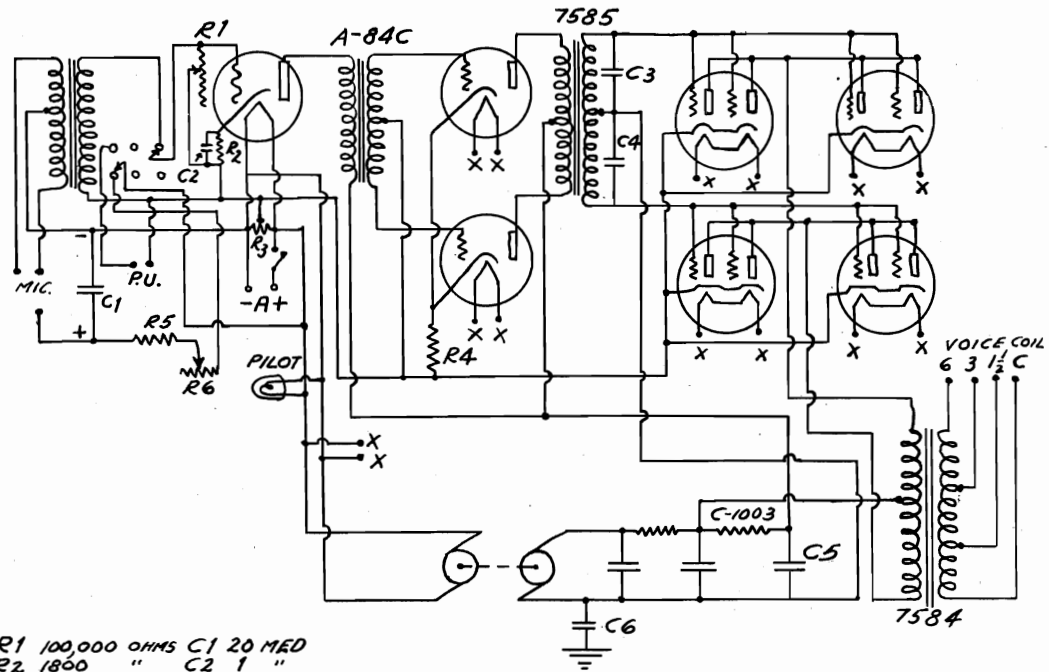 7585
R1
A-84C
C3
C4
R2
C2
X X
X X
X X
- R3
MIC.
P.U.
C1
-A+
X X
X X
X X
+ R5
R4
R6
PILOT
VOICE COIL
6 3 1½ C
X
X
C-1003
C5
7584
C6
R1 100,000 OHMS C1 20 MED
R2 1800 " C2 1 "